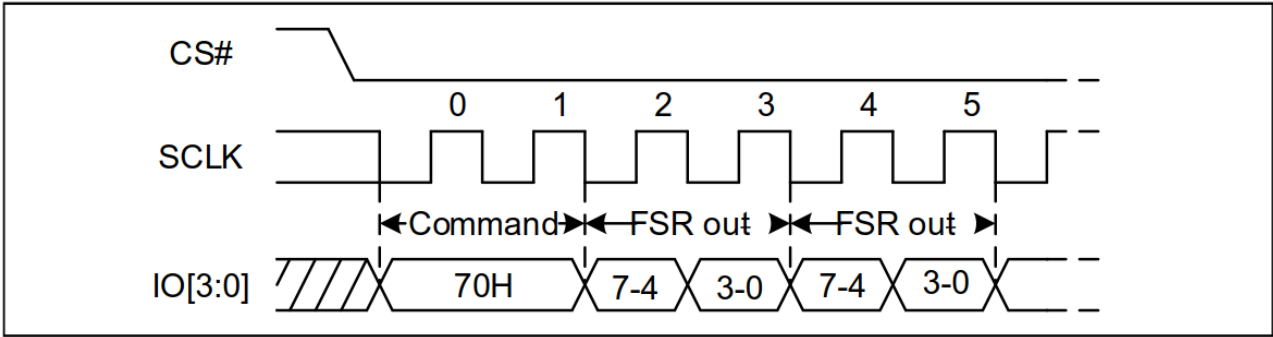 CS#
0 1 2 3 4 5
SCLK
Command FSR out FSR out
IO[3:0] 70H 7-4 3-0 7-4 3-0